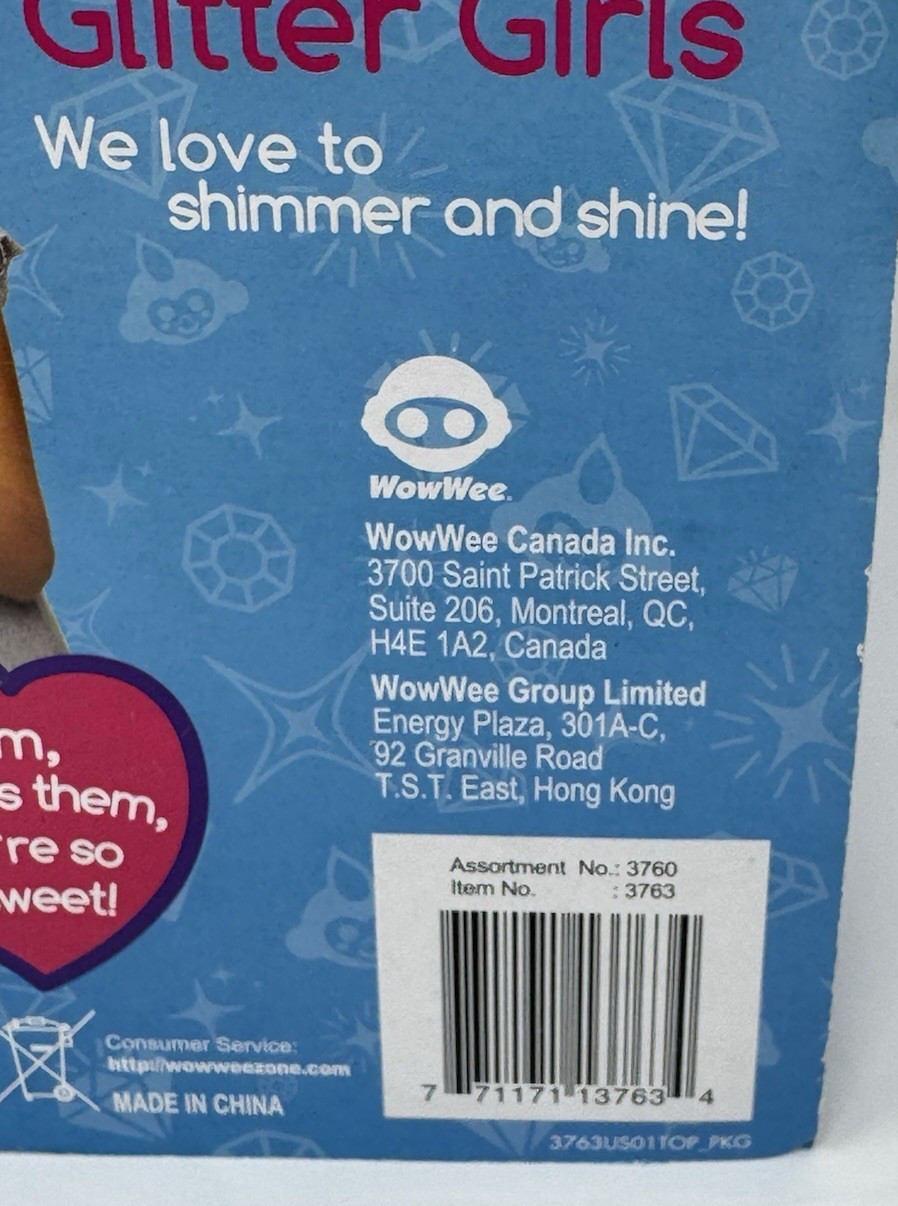 Glitter Girls
We love to
shimmer and shine!
WowWee
WowWee Canada Inc.
3700 Saint Patrick Street,
Suite 206, Montreal, QC,
H4E 1A2, Canada
WowWee Group Limited
Energy Plaza, 301A-C,
92 Granville Road
T.S.T. East, Hong Kong
m,
s them,
're so
weet!
Assortment No.: 3760
Item No. : 3763
7 71171 13763 4
Consumer Service:
http://wowweezone.com
MADE IN CHINA
3763US01TOP_PKG